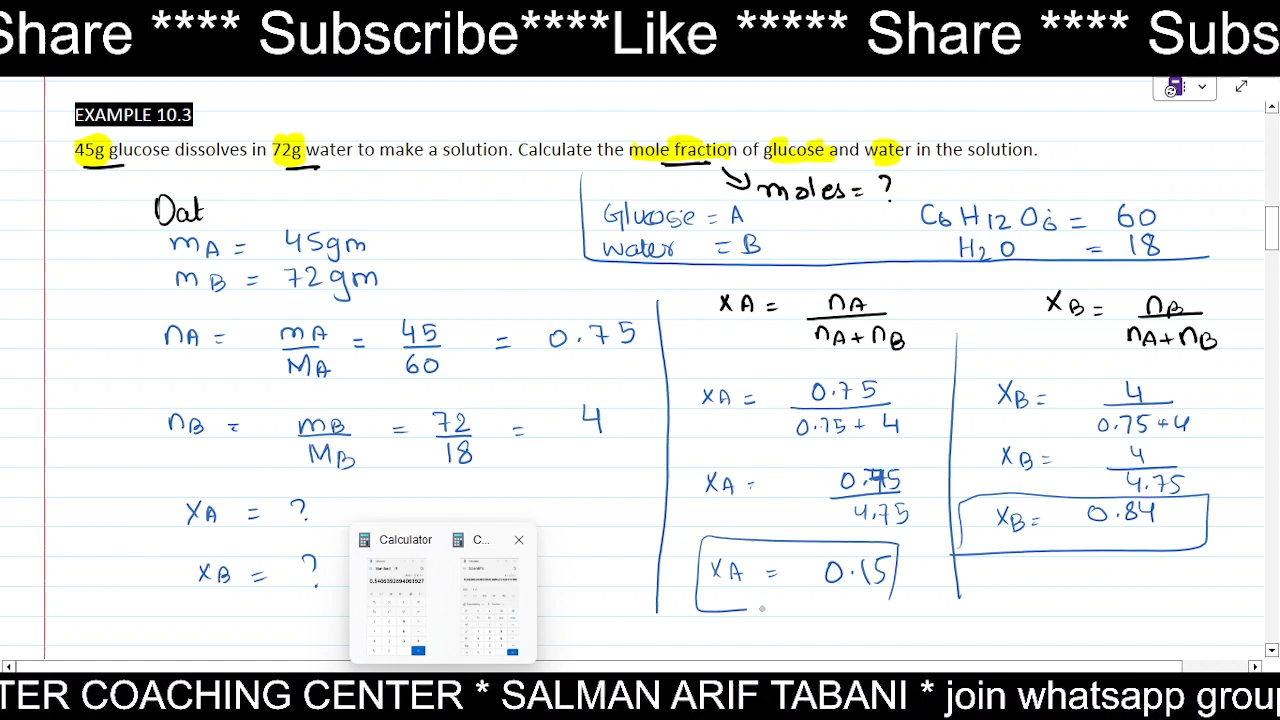 Share **** Subscribe****Like ***** Share **** Subs
EXAMPLE 10.3
45g glucose dissolves in 72g water to make a solution. Calculate the mole fraction of glucose and water in the solution.
moles = ?
Dat
mA = 45gm
mB = 72gm
Glucose = A
water = B
C6H12O6 = 60
H2O = 18
nA = mA/MA = 45/60 = 0.75
nB = mB/MB = 72/18 = 4
xA = ?
xB = ?
xA = nA/nA+nB
xA = 0.75/0.75+4
xA = 0.75/4.75
xA = 0.15
xB = nB/nA+nB
xB = 4/0.75+4
xB = 4/4.75
xB = 0.84
Calculator C...
TER COACHING CENTER * SALMAN ARIF TABANI * join whatsapp group